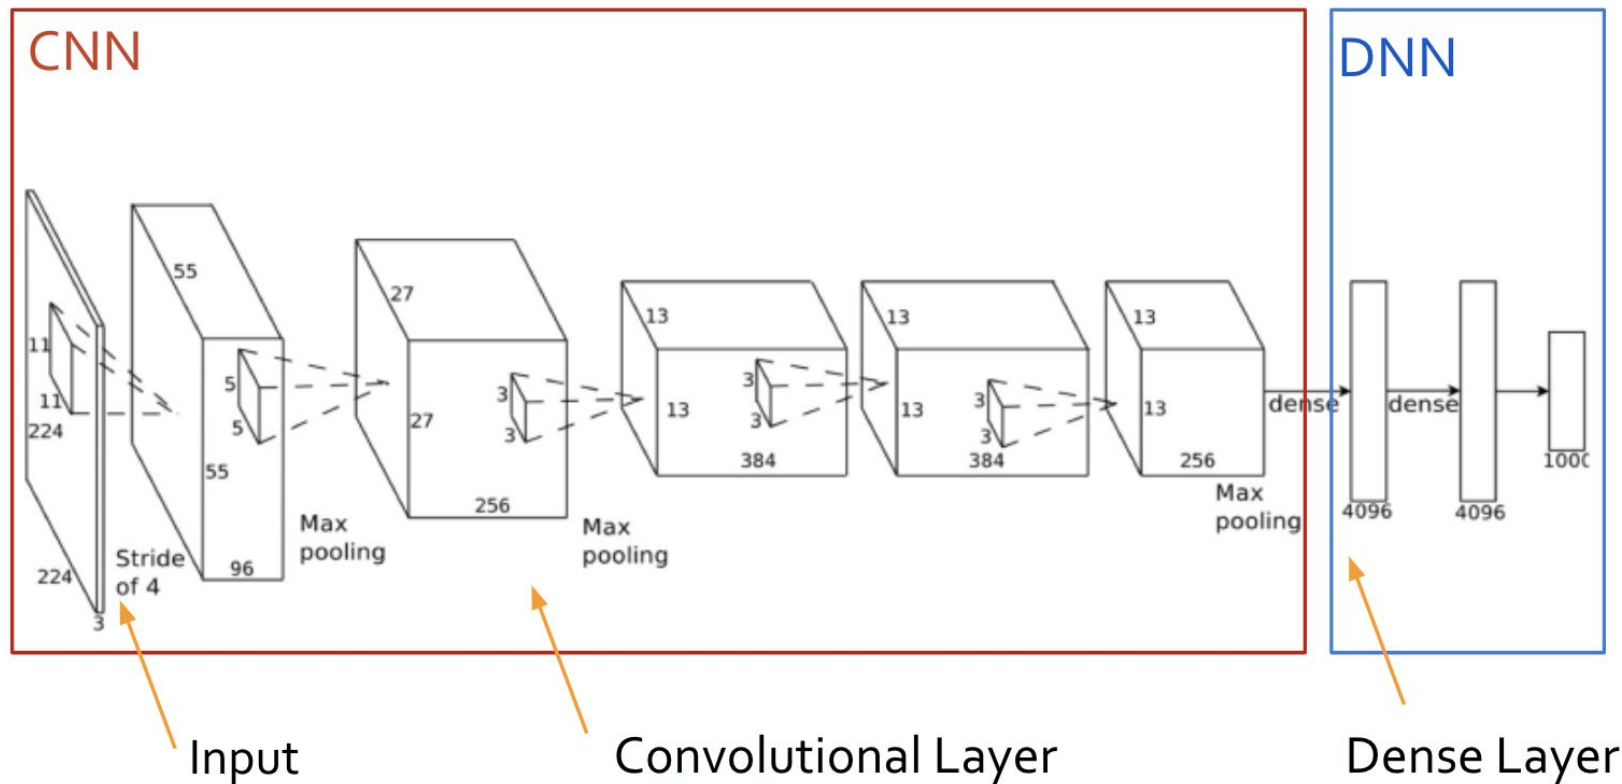 CNN
DNN
11
11
224
224
3
Stride
of 4
55
55
96
5
5
Max
pooling
27
27
256
3
3
Max
pooling
13
13
384
3
3
13
13
384
3
3
13
13
256
Max
pooling
dense
4096
dense
4096
Input
Convolutional Layer
Dense Layer